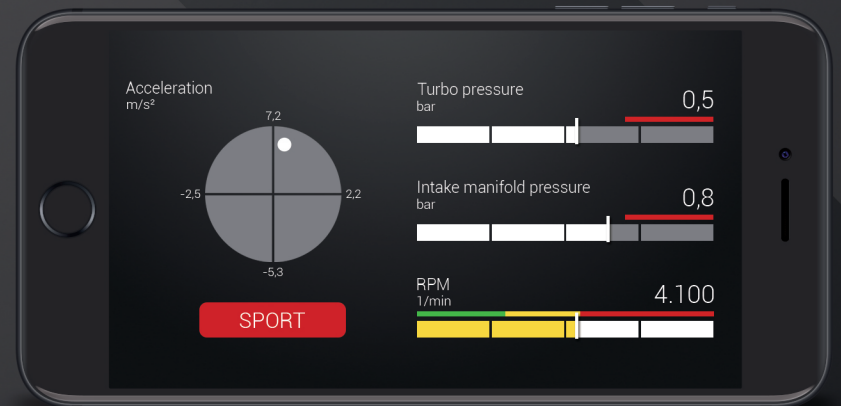 Acceleration
m/s²
7,2
-2,5
2,2
-5,3
SPORT
Turbo pressure
bar
0,5
Intake manifold pressure
bar
0,8
RPM
1/min
4.100